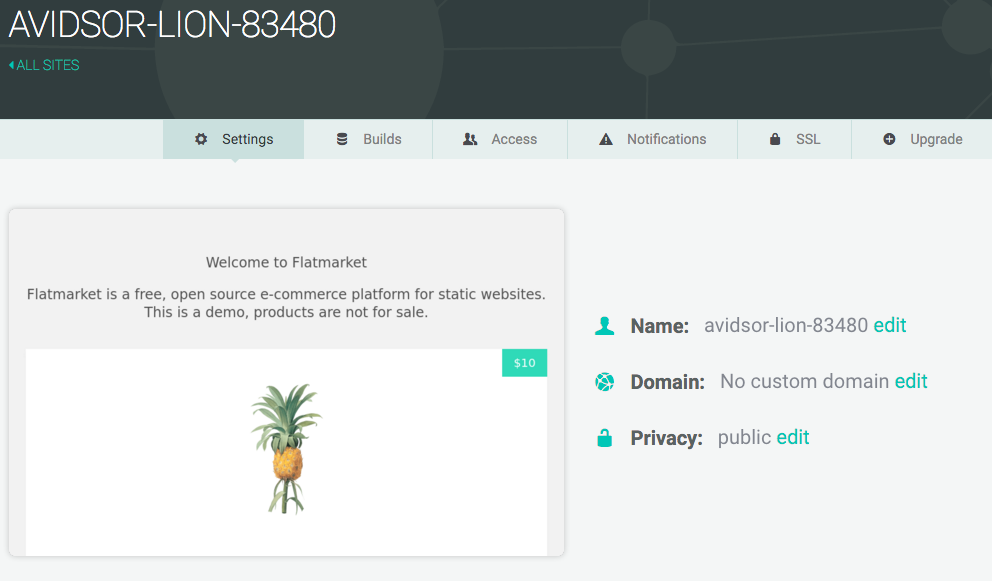 AVIDSOR-LION-83480
ALL SITES
Settings Builds Access Notifications SSL Upgrade
Welcome to Flatmarket
Flatmarket is a free, open source e-commerce platform for static websites.
This is a demo, products are not for sale.
$10
Name: avidsor-lion-83480 edit
Domain: No custom domain edit
Privacy: public edit